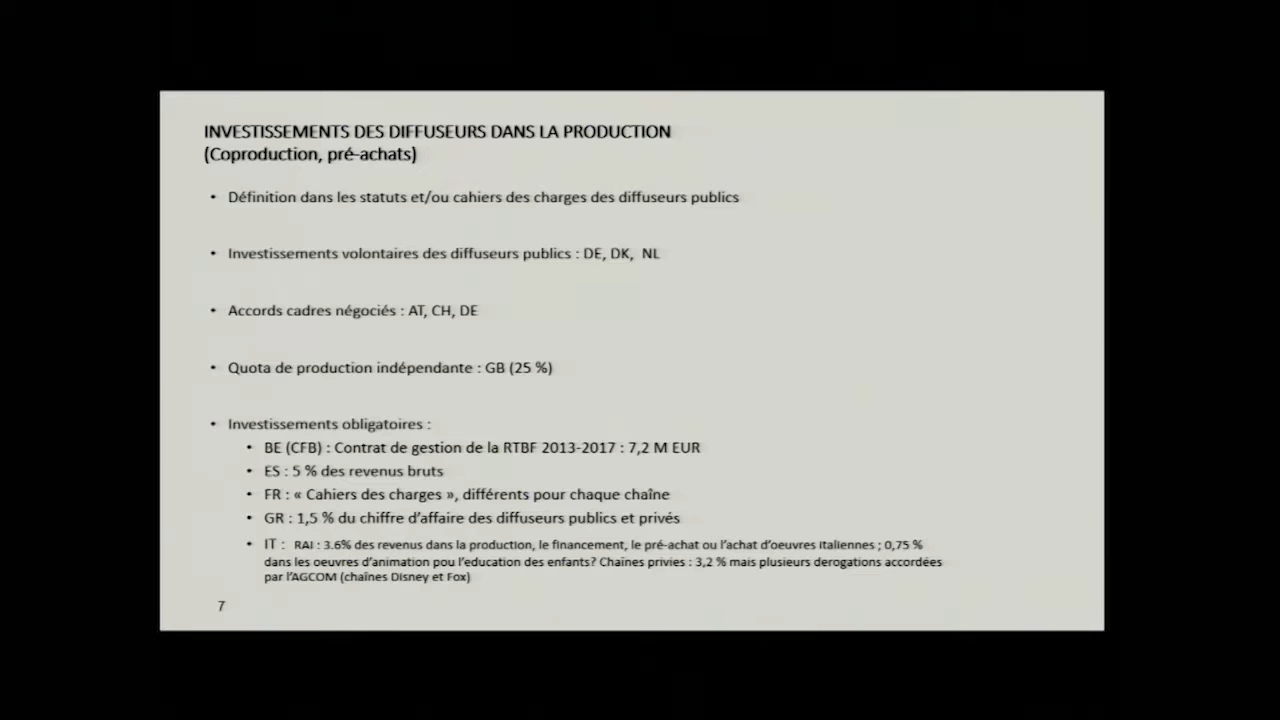 INVESTISSEMENTS DES DIFFUSEURS DANS LA PRODUCTION
(Coproduction, pré-achats)
• Définition dans les statuts et/ou cahiers des charges des diffuseurs publics
• Investissements volontaires des diffuseurs publics : DE, DK, NL
• Accords cadres négociés : AT, CH, DE
• Quota de production indépendante : GB (25 %)
• Investissements obligatoires :
• BE (CFB) : Contrat de gestion de la RTBF 2013-2017 : 7,2 M EUR
• ES : 5 % des revenus bruts
• FR : « Cahiers des charges », différents pour chaque chaîne
• GR : 1,5 % du chiffre d'affaire des diffuseurs publics et privés
• IT : RAI : 3.6% des revenus dans la production, le financement, le pré-achat ou l'achat d'oeuvres italiennes ; 0,75 %
dans les oeuvres d'animation pou l'education des enfants? Chaînes privies : 3,2 % mais plusieurs derogations accordées
par l'AGCOM (chaînes Disney et Fox)
7